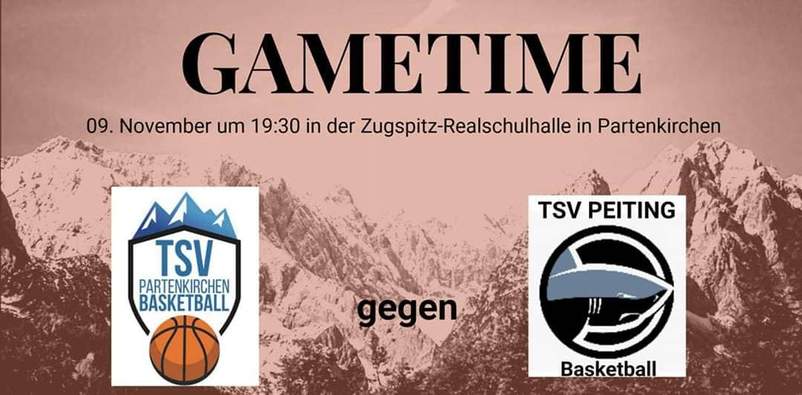 GAMETIME
09. November um 19:30 in der Zugspitz-Realschulhalle in Partenkirchen
TSV
PARTENKIRCHEN
BASKETBALL
gegen
TSV PEITING
Basketball